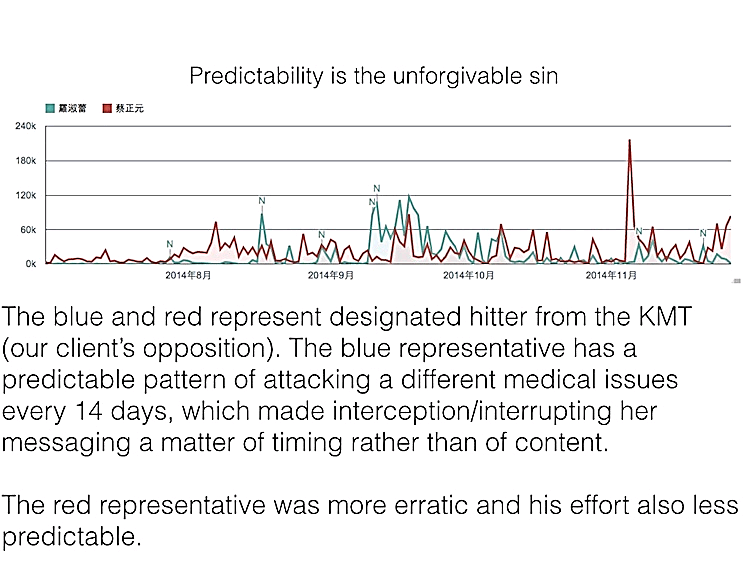 Predictability is the unforgivable sin
羅淑蕾 蔡正元
240k
180k
N
120k
N
N
60k
N
N
N
0k
2014年8月 2014年9月 2014年10月 2014年11月
The blue and red represent designated hitter from the KMT
(our client’s opposition). The blue representative has a
predictable pattern of attacking a different medical issues
every 14 days, which made interception/interrupting her
messaging a matter of timing rather than of content.
The red representative was more erratic and his effort also less
predictable.